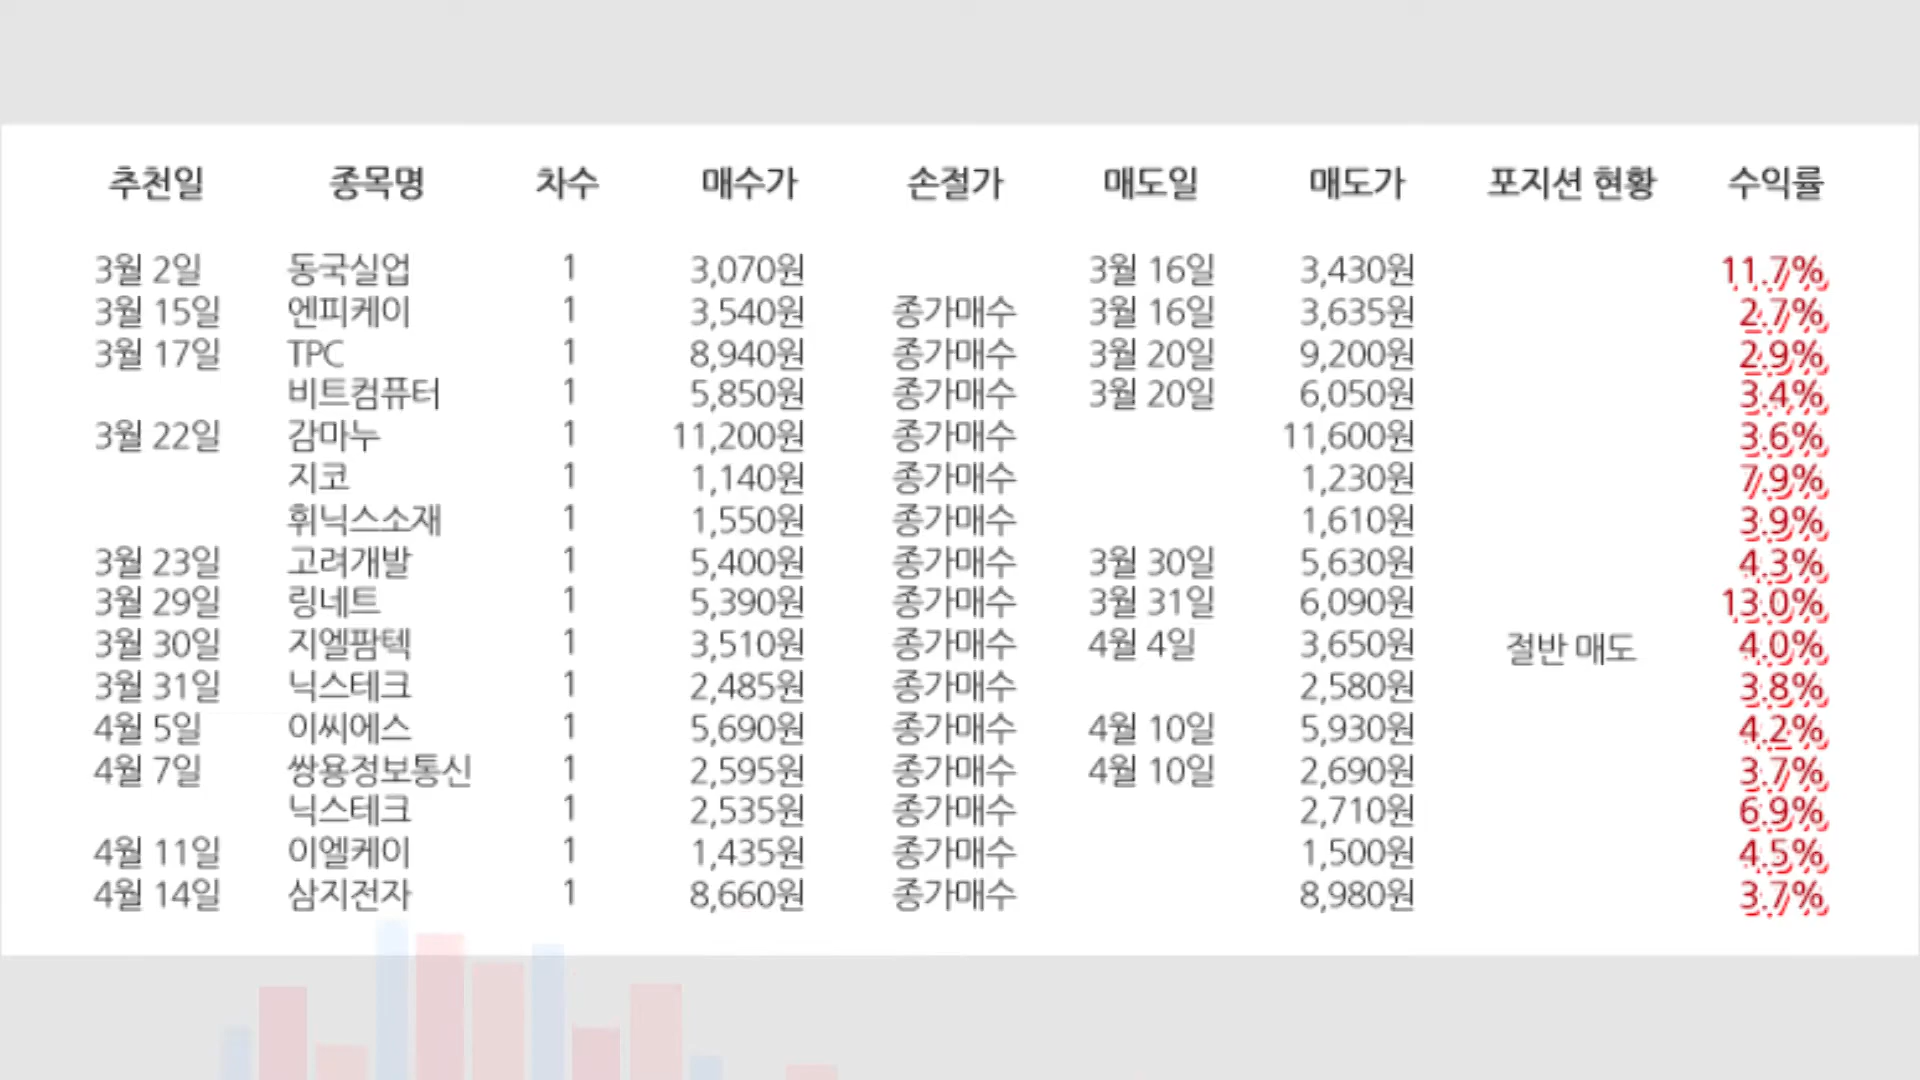 추천일 종목명 차수 매수가 손절가 매도일 매도가 포지션 현황 수익률
3월 2일 동국실업 1 3,070원 3월 16일 3,430원 11.7%
3월 15일 엔피케이 1 3,540원 종가매수 3월 16일 3,635원 2.7%
3월 17일 TPC 1 8,940원 종가매수 3월 20일 9,200원 2.9%
비트컴퓨터 1 5,850원 종가매수 3월 20일 6,050원 3.4%
3월 22일 감마누 1 11,200원 종가매수 11,600원 3.6%
지코 1 1,140원 종가매수 1,230원 7.9%
휘닉스소재 1 1,550원 종가매수 1,610원 3.9%
3월 23일 고려개발 1 5,400원 종가매수 3월 30일 5,630원 4.3%
3월 29일 링네트 1 5,390원 종가매수 3월 31일 6,090원 13.0%
3월 30일 지엘팜텍 1 3,510원 종가매수 4월 4일 3,650원 절반 매도 4.0%
3월 31일 닉스테크 1 2,485원 종가매수 2,580원 3.8%
4월 5일 이씨에스 1 5,690원 종가매수 4월 10일 5,930원 4.2%
4월 7일 쌍용정보통신 1 2,595원 종가매수 4월 10일 2,690원 3.7%
닉스테크 1 2,535원 종가매수 2,710원 6.9%
4월 11일 이엘케이 1 1,435원 종가매수 1,500원 4.5%
4월 14일 삼지전자 1 8,660원 종가매수 8,980원 3.7%